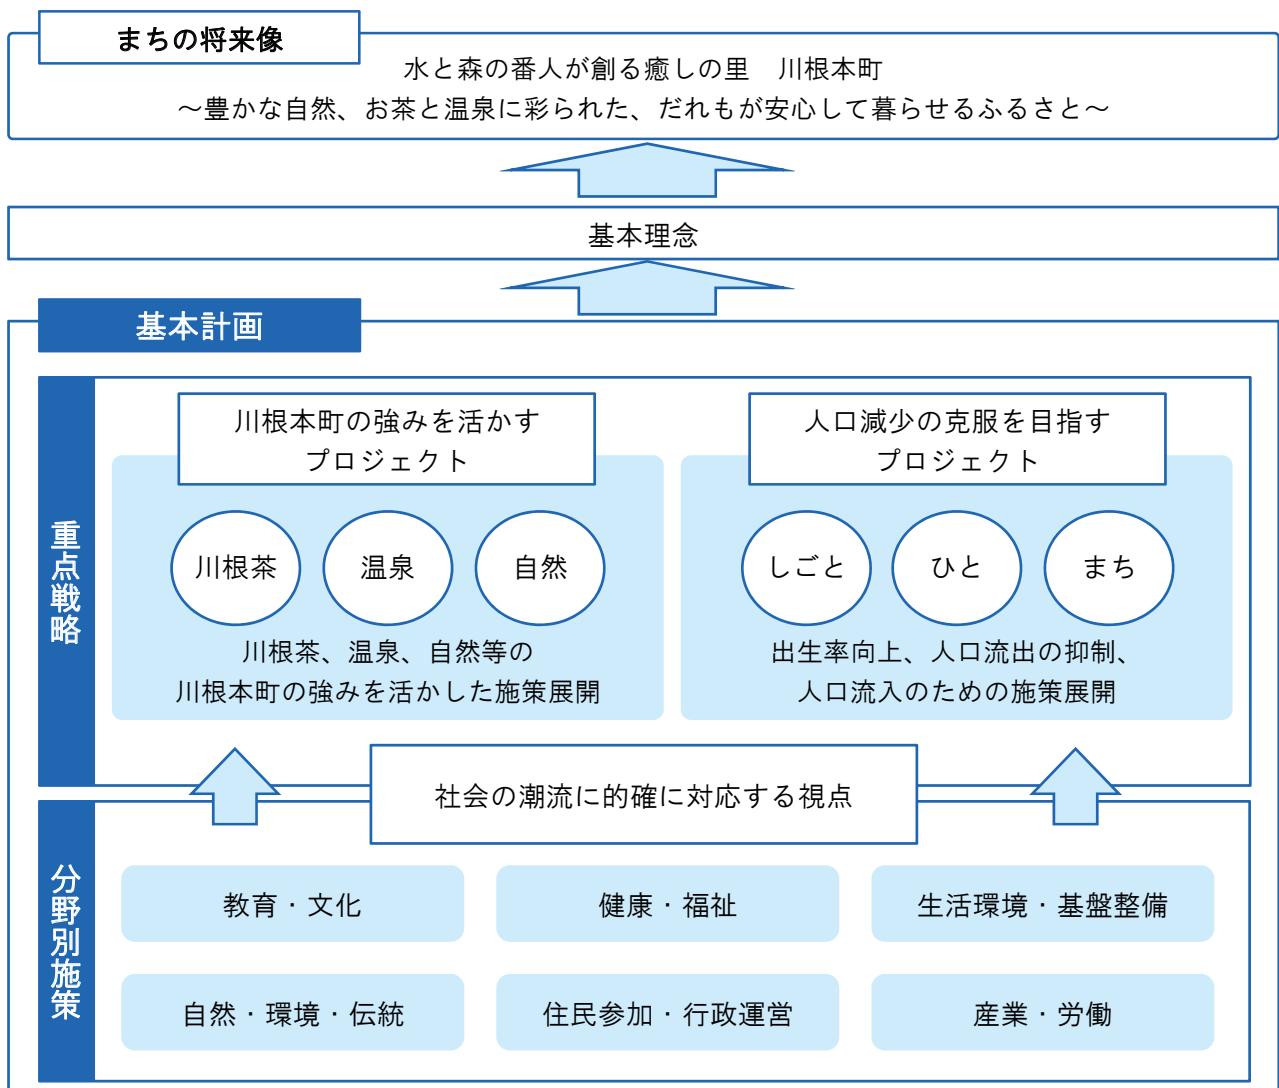 まちの将来像
水と森の番人が創る癒しの里　川根本町
～豊かな自然、お茶と温泉に彩られた、だれもが安心して暮らせるふるさと～
基本理念
基本計画
重点戦略
川根本町の強みを活かす
プロジェクト
川根茶
温泉
自然
川根茶、温泉、自然等の
川根本町の強みを活かした施策展開
人口減少の克服を目指す
プロジェクト
しごと
ひと
まち
出生率向上、人口流出の抑制、
人口流入のための施策展開
社会の潮流に的確に対応する視点
分野別施策
教育・文化
健康・福祉
生活環境・基盤整備
自然・環境・伝統
住民参加・行政運営
産業・労働